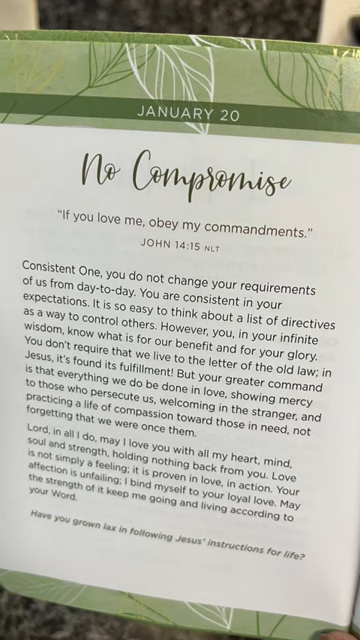 JANUARY 20
No Compromise
"If you love me, obey my commandments."
JOHN 14:15 NLT
Consistent One, you do not change your requirements
of us from day-to-day. You are consistent in your
expectations. It is so easy to think about a list of directives
as a way to control others. However, you, in your infinite
wisdom, know what is for our benefit and for your glory.
You don't require that we live to the letter of the old law; in
Jesus, it's found its fulfillment! But your greater command
is that everything we do be done in love, showing mercy
to those who persecute us, welcoming in the stranger, and
practicing a life of compassion toward those in need, not
forgetting that we were once them.
Lord, in all I do, may I love you with all my heart, mind,
soul and strength, holding nothing back from you. Love
is not simply a feeling; it is proven in love, in action. Your
affection is unfailing; I bind myself to your loyal love. May
the strength of it keep me going and living according to
your Word.
Have you grown lax in following Jesus' instructions for life?